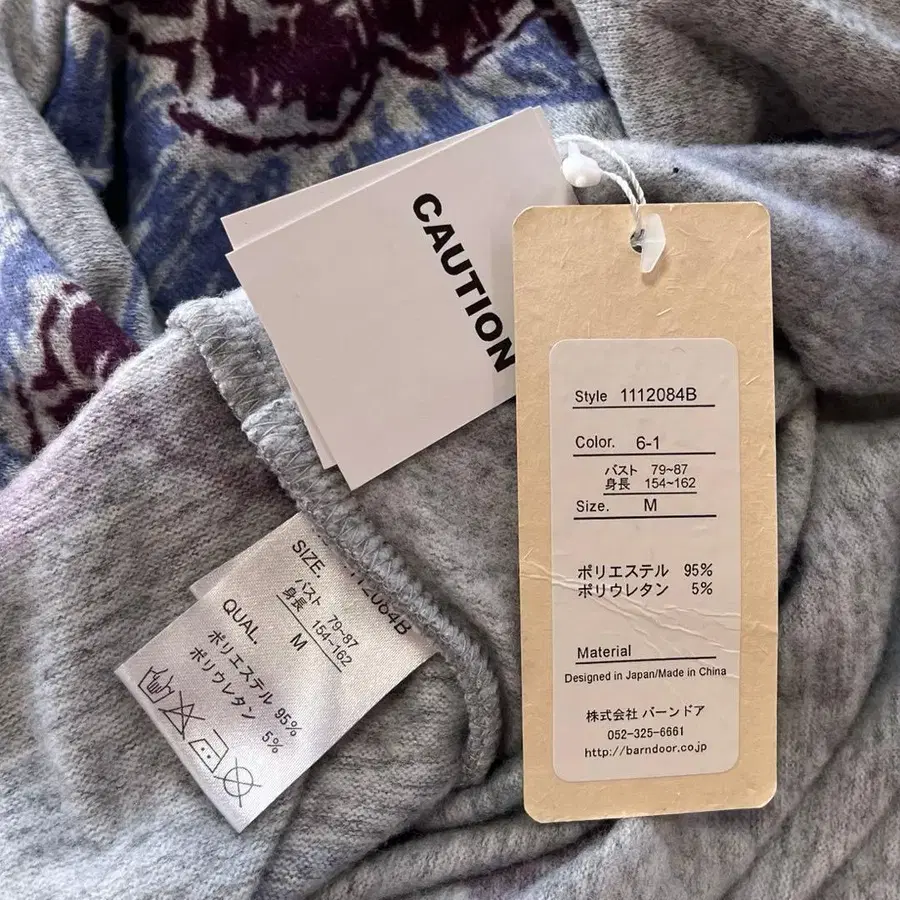 CAUTION
Style 1112084B
Color. 6-1
バスト 79~87
身長 154~162
Size. M
ポリエステル 95%
ポリウレタン 5%
Material
Designed in Japan/Made in China
株式会社 バーンドア
052-325-6661
http://barndoor.co.jp
12084B
SIZE.
バスト 79~87
身長 154~162
M
QUAL.
ポリエステル 95%
ポリウレタン 5%